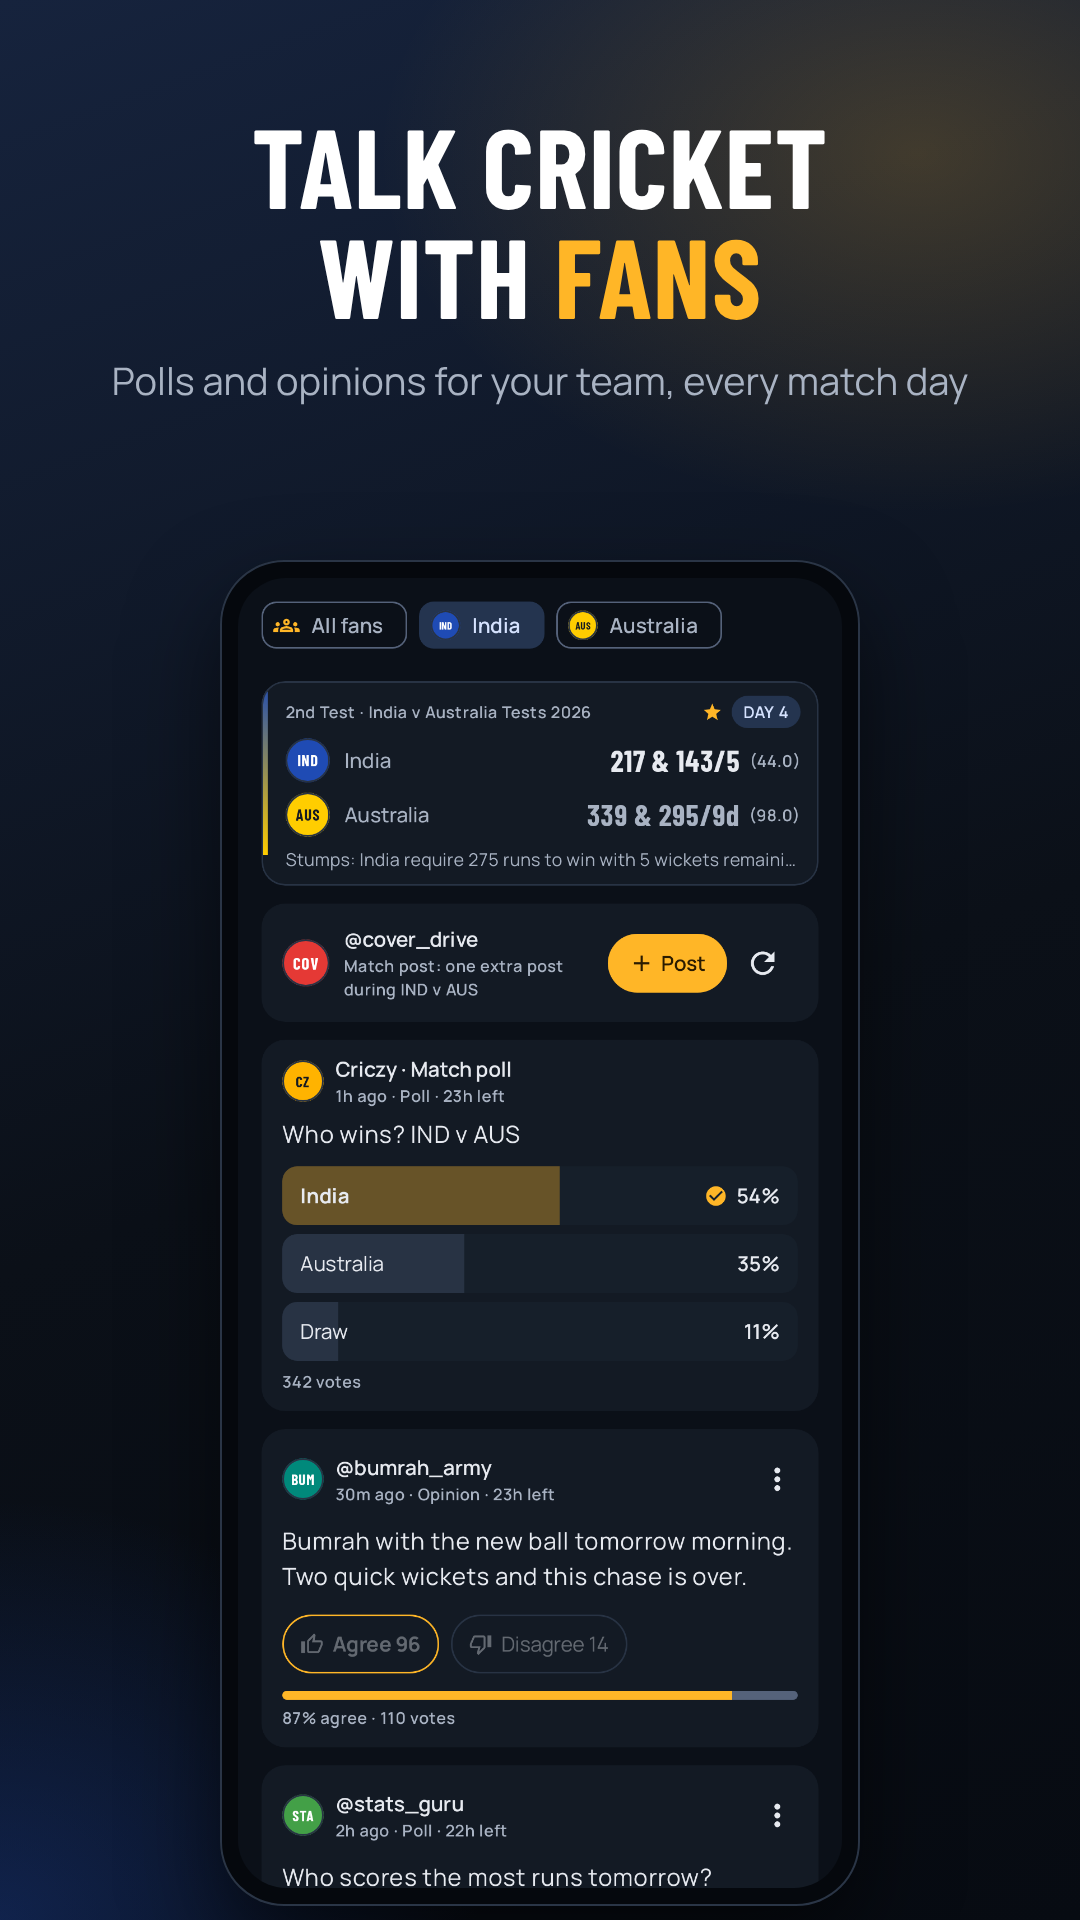 TALK CRICKET
WITH FANS
Polls and opinions for your team, every match day
All fans
IND India
AUS Australia
2nd Test · India v Australia Tests 2026 DAY 4
IND India 217 & 143/5 (44.0)
AUS Australia 339 & 295/9d (98.0)
Stumps: India require 275 runs to win with 5 wickets remaini...
COV @cover_drive
Match post: one extra post
during IND v AUS
+ Post
CZ Criczy · Match poll
1h ago · Poll · 23h left
Who wins? IND v AUS
India 54%
Australia 35%
Draw 11%
342 votes
BUM @bumrah_army
30m ago · Opinion · 23h left
Bumrah with the new ball tomorrow morning.
Two quick wickets and this chase is over.
Agree 96 Disagree 14
87% agree · 110 votes
STA @stats_guru
2h ago · Poll · 22h left
Who scores the most runs tomorrow?